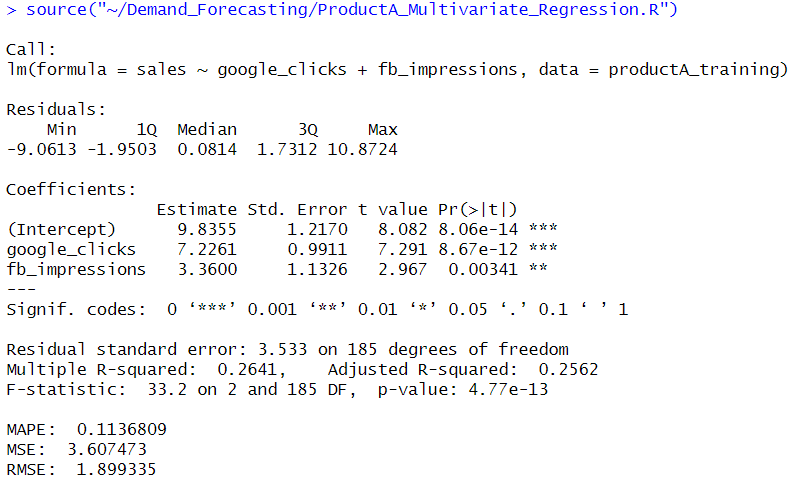 > source("~/Demand_Forecasting/ProductA_Multivariate_Regression.R")
Call:
lm(formula = sales ~ google_clicks + fb_impressions, data = productA_training)
Residuals:
    Min      1Q  Median      3Q     Max
-9.0613 -1.9503  0.0814  1.7312 10.8724
Coefficients:
               Estimate Std. Error t value Pr(>|t|)
(Intercept)      9.8355     1.2170   8.082 8.06e-14 ***
google_clicks    7.2261     0.9911   7.291 8.67e-12 ***
fb_impressions   3.3600     1.1326   2.967  0.00341 **
---
Signif. codes:  0 ‘***’ 0.001 ‘**’ 0.01 ‘*’ 0.05 ‘.’ 0.1 ‘ ’ 1
Residual standard error: 3.533 on 185 degrees of freedom
Multiple R-squared:  0.2641,    Adjusted R-squared:  0.2562
F-statistic:  33.2 on 2 and 185 DF,  p-value: 4.77e-13
MAPE:  0.1136809
MSE:  3.607473
RMSE:  1.899335